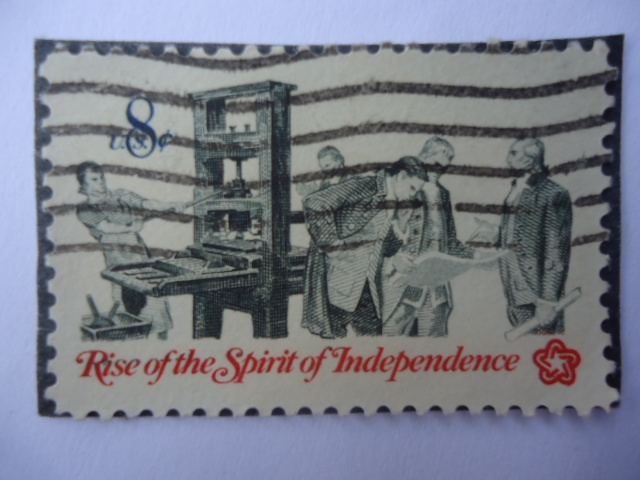 8
U.S. ¢
Rise of the Spirit of Independence